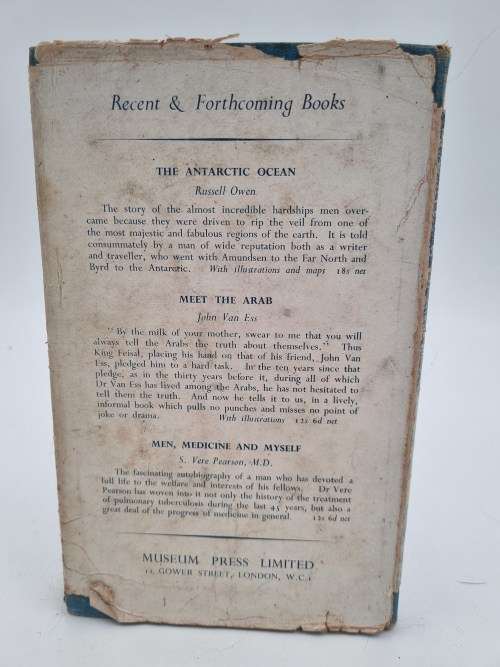 Recent & Forthcoming Books
THE ANTARCTIC OCEAN
Russell Owen
The story of the almost incredible hardships men over-
came because they were driven to rip the veil from one of
the most majestic and fabulous regions of the earth. It is told
consummately by a man of wide reputation both as a writer
and traveller, who went with Amundsen to the Far North and
Byrd to the Antarctic. With illustrations and maps 18s net
MEET THE ARAB
John Van Ess
"By the milk of your mother, swear to me that you will
always tell the Arabs the truth about themselves." Thus
King Feisal, placing his hand on that of his friend, John Van
Ess, pledged him to a hard task. In the ten years since that
pledge, as in the thirty years before it, during all of which
Dr Van Ess has lived among the Arabs, he has not hesitated to
tell them the truth. And now he tells it to us, in a lively,
informal book which pulls no punches and misses no point of
joke or drama. With illustrations 12s 6d net
MEN, MEDICINE AND MYSELF
S. Vere Pearson, M.D.
The fascinating autobiography of a man who has devoted a
full life to the welfare and interests of his fellows. Dr Vere
Pearson has woven into it not only the history of the treatment
of pulmonary tuberculosis during the last 45 years, but also a
great deal of the progress of medicine in general. 12s 6d net
MUSEUM PRESS LIMITED
12, GOWER STREET, LONDON, W.C.1